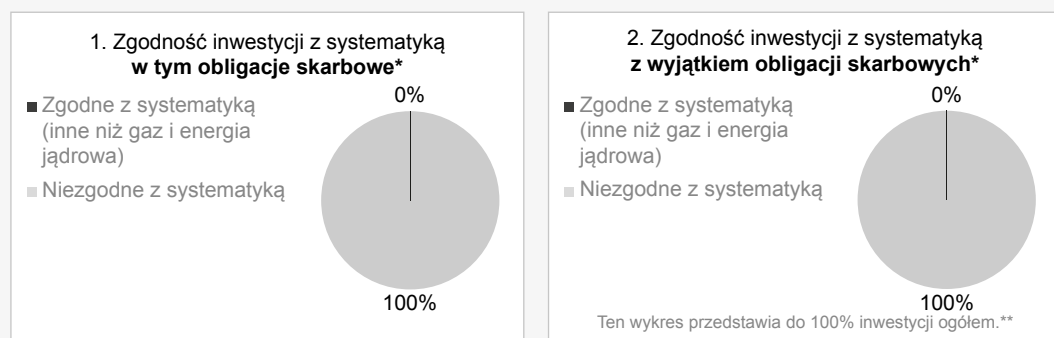 1. Zgodność inwestycji z systematyką
w tym obligacje skarbowe*
Zgodne z systematyką
(inne niż gaz i energia
jądrowa)
Niezgodne z systematyką
0%
100%
2. Zgodność inwestycji z systematyką
z wyjątkiem obligacji skarbowych*
Zgodne z systematyką
(inne niż gaz i energia
jądrowa)
Niezgodne z systematyką
0%
100%
Ten wykres przedstawia do 100% inwestycji ogółem.**